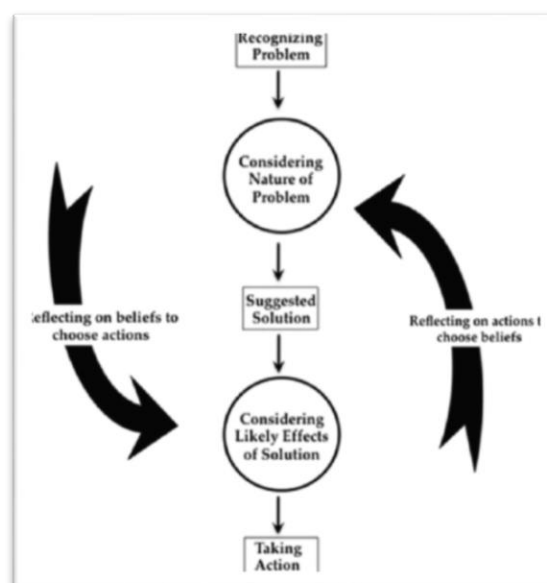 Recognizing
Problem
Considering
Nature of
Problem
Suggested
Solution
Reflecting on beliefs to
choose actions
Reflecting on actions t
choose beliefs
Considering
Likely Effects
of Solution
Taking
Action